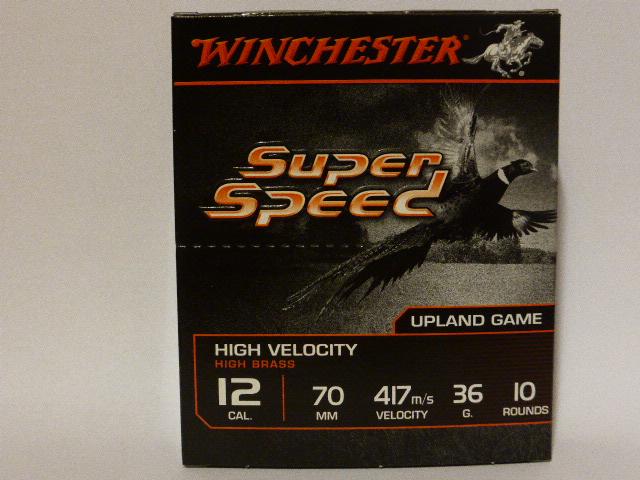 WINCHESTER®
Super
Speed
UPLAND GAME
HIGH VELOCITY
HIGH BRASS
12 70 417m/s 36 10
CAL. MM VELOCITY G. ROUNDS